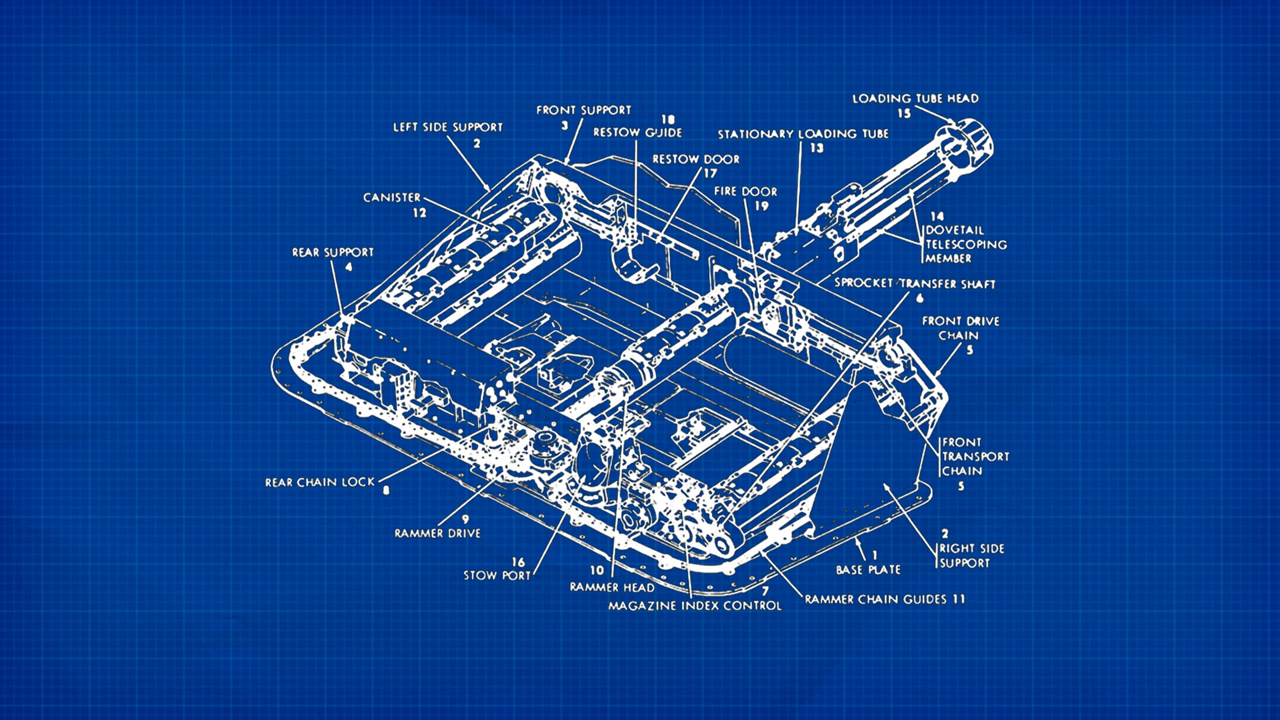 LOADING TUBE HEAD
15
FRONT SUPPORT
3
18
RESTOW GUIDE
LEFT SIDE SUPPORT
2
STATIONARY LOADING TUBE
13
RESTOW DOOR
17
FIRE DOOR
19
CANISTER
12
14
DOVETAIL
TELESCOPING
MEMBER
REAR SUPPORT
4
SPROCKET TRANSFER SHAFT
6
FRONT DRIVE
CHAIN
5
FRONT
TRANSPORT
CHAIN
5
REAR CHAIN LOCK
8
9
RAMMER DRIVE
2
RIGHT SIDE
SUPPORT
1
BASE PLATE
16
STOW PORT
10
RAMMER HEAD
7
MAGAZINE INDEX CONTROL
RAMMER CHAIN GUIDES 11